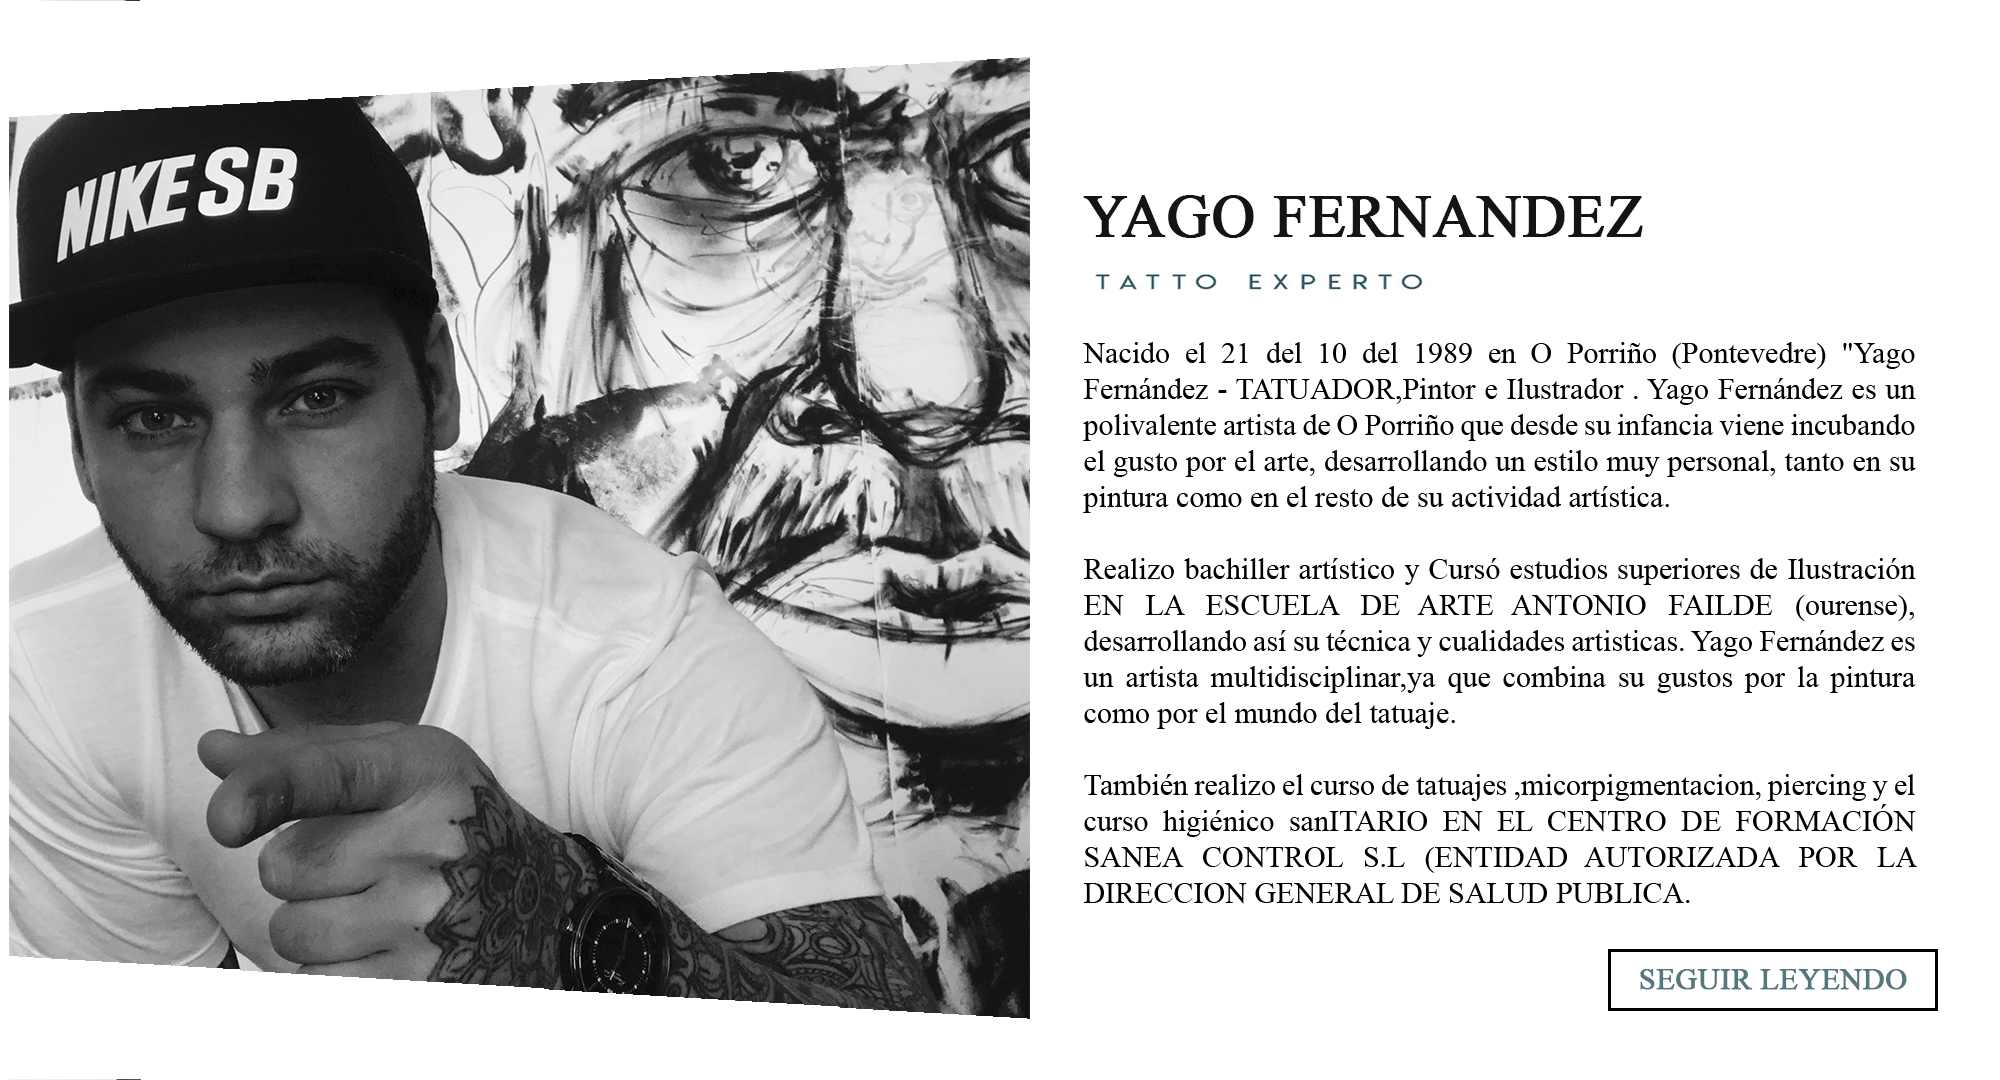 NIKE SB
YAGO FERNANDEZ
TATTO EXPERTO
Nacido el 21 del 10 del 1989 en O Porriño (Pontevedre) "Yago
Fernández - TATUADOR,Pintor e Ilustrador . Yago Fernández es un
polivalente artista de O Porriño que desde su infancia viene incubando
el gusto por el arte, desarrollando un estilo muy personal, tanto en su
pintura como en el resto de su actividad artística.
Realizo bachiller artístico y Cursó estudios superiores de Ilustración
EN LA ESCUELA DE ARTE ANTONIO FAILDE (ourense),
desarrollando así su técnica y cualidades artisticas. Yago Fernández es
un artista multidisciplinar,ya que combina su gustos por la pintura
como por el mundo del tatuaje.
También realizo el curso de tatuajes ,micorpigmentacion, piercing y el
curso higiénico sanITARIO EN EL CENTRO DE FORMACIÓN
SANEA CONTROL S.L (ENTIDAD AUTORIZADA POR LA
DIRECCION GENERAL DE SALUD PUBLICA.
SEGUIR LEYENDO